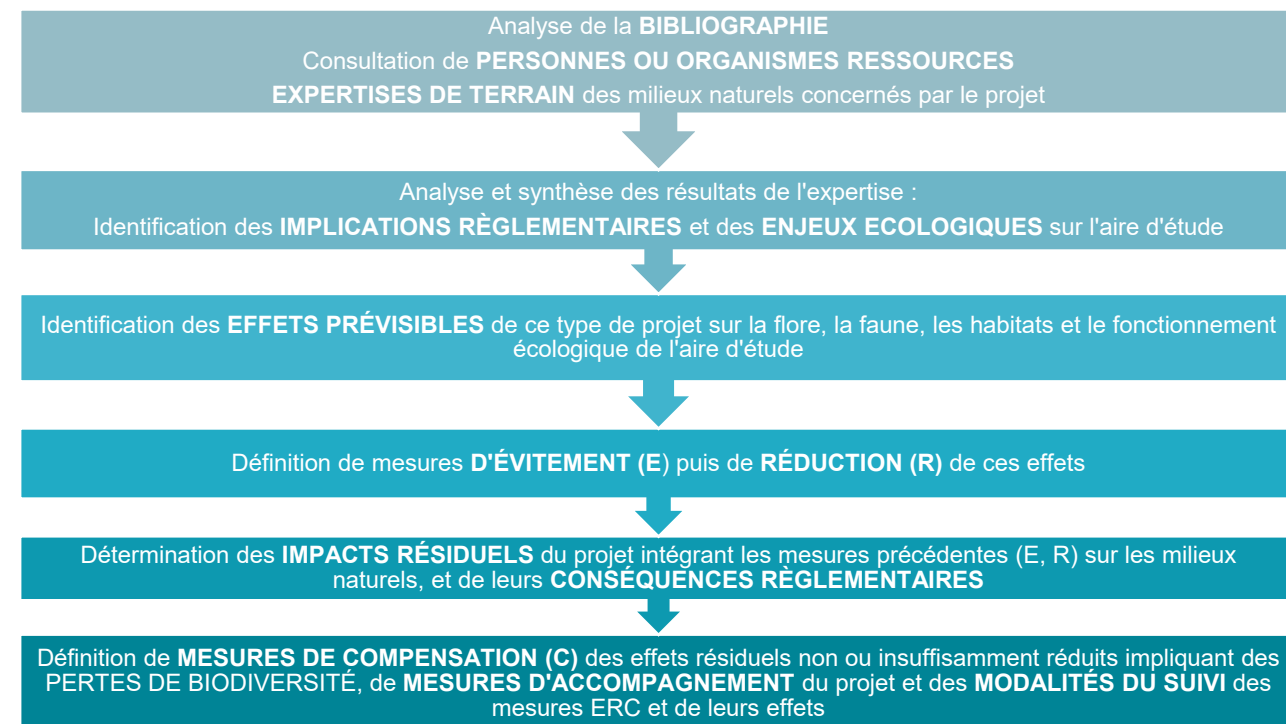 Analyse de la BIBLIOGRAPHIE
Consultation de PERSONNES OU ORGANISMES RESSOURCES
EXPERTISES DE TERRAIN des milieux naturels concernés par le projet
Analyse et synthèse des résultats de l'expertise :
Identification des IMPLICATIONS RÈGLEMENTAIRES et des ENJEUX ECOLOGIQUES sur l'aire d'étude
Identification des EFFETS PRÉVISIBLES de ce type de projet sur la flore, la faune, les habitats et le fonctionnement
écologique de l'aire d'étude
Définition de mesures D'ÉVITEMENT (E) puis de RÉDUCTION (R) de ces effets
Détermination des IMPACTS RÉSIDUELS du projet intégrant les mesures précédentes (E, R) sur les milieux
naturels, et de leurs CONSÉQUENCES RÈGLEMENTAIRES
Définition de MESURES DE COMPENSATION (C) des effets résiduels non ou insuffisamment réduits impliquant des
PERTES DE BIODIVERSITÉ, de MESURES D'ACCOMPAGNEMENT du projet et des MODALITÉS DU SUIVI des
mesures ERC et de leurs effets